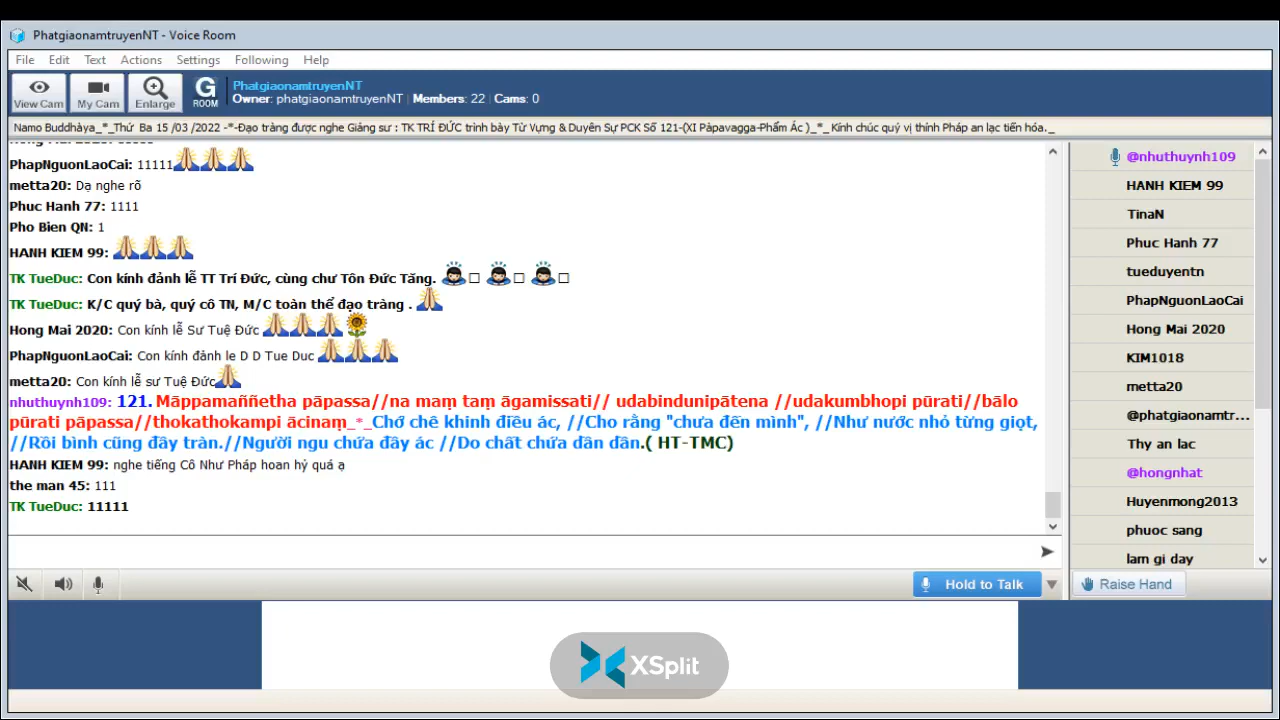 PhatgiaonamtruyenNT - Voice Room
File Edit Text Actions Settings Following Help
View Cam My Cam Enlarge G ROOM
PhatgiaonamtruyenNT
Owner: phatgiaonamtruyenNT | Members: 22 | Cams: 0
Namo Buddhàya_*_Thứ Ba 15 /03 /2022 -*-Đạo tràng được nghe Giảng sư : TK TRÍ ĐỨC trình bày Từ Vựng & Duyên Sự PCK Số 121-(XI Pàpavagga-Phẩm Ác )_*_ Kính chúc quý vị thính Pháp an lạc tiến hóa._
PhapNguonLaoCai: 11111
metta20: Dạ nghe rõ
Phuc Hanh 77: 1111
Pho Bien QN: 1
HANH KIEM 99:
TK TueDuc: Con kính đảnh lễ TT Trí Đức, cùng chư Tôn Đức Tăng.
TK TueDuc: K/C quý bà, quý cô TN, M/C toàn thể đạo tràng .
Hong Mai 2020: Con kính lễ Sư Tuệ Đức
PhapNguonLaoCai: Con kính đảnh le D D Tue Duc
metta20: Con kính lễ sư Tuệ Đức
nhuthuynh109: 121. Māppamaññetha pāpassa//na maṃ taṃ āgamissati// udabindunipātena //udakumbhopi pūrati//bālo
pūrati pāpassa//thokathokampi ācinaṃ_*_Chớ chê khinh điều ác, //Cho rằng "chưa đến mình", //Như nước nhỏ từng giọt,
//Rồi bình cũng đầy tràn.//Người ngu chứa đầy ác //Do chất chứa dần dần.( HT-TMC)
HANH KIEM 99: nghe tiếng Cô Như Pháp hoan hỷ quá ạ
the man 45: 111
TK TueDuc: 11111
@nhuthuynh109
HANH KIEM 99
TinaN
Phuc Hanh 77
tueduyentn
PhapNguonLaoCai
Hong Mai 2020
KIM1018
metta20
@phatgiaonamtr...
Thy an lac
@hongnhat
Huyenmong2013
phuoc sang
lam gi day
Hold to Talk
Raise Hand
XSplit